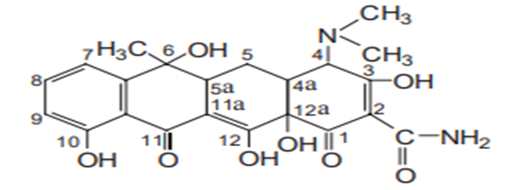 CH₃
N
CH₃
H₃C OH
7 6 5 4 3
8 OH
5a 4a
11a
9 12a 2
10 11 12 1
OH O OH OH O C—NH₂
O